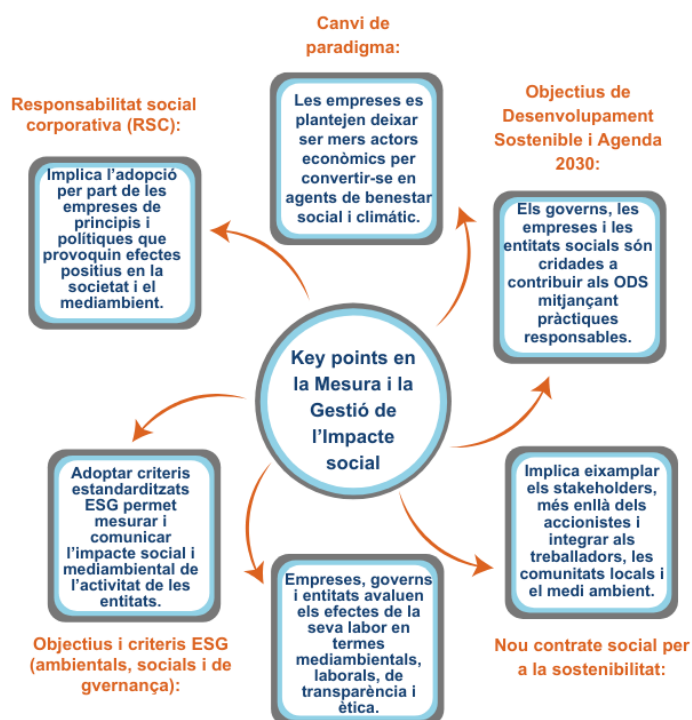 Canvi de
paradigma:
Les empreses es
plantejen deixar
ser mers actors
econòmics per
convertir-se en
agents de benestar
social i climátic.
Objectius de
Desenvolupament
Sostenible i Agenda
2030:
Els governs, les
empreses i les
entitats socials són
cridades a
contribuir als ODS
mitjançant
pràctiques
responsables.
Responsabilitat social
corporativa (RSC):
Implica l'adopció
per part de les
empreses de
principis i
polítiques que
provoquin efectes
positius en la
societat i el
mediambient.
Key points en
la Mesura i la
Gestió de
l'Impacte
social
Adoptar criteris
estandarditzats
ESG permet
mesurar i
comunicar
l'impacte social i
mediambiental de
l'activitat de les
entitats.
Objectius i criteris ESG
(ambientals, socials i de
gvernança):
Empreses, governs
i entitats avaluen
els efectes de la
seva labor en
termes
mediambientals,
laborals, de
transparència i
ètica.
Implica eixamplar
els stakeholders,
més enllà dels
accionistes i
integrar als
treballadors, les
comunitats locals i
el medi ambient.
Nou contrate social per
a la sostenibilitat: